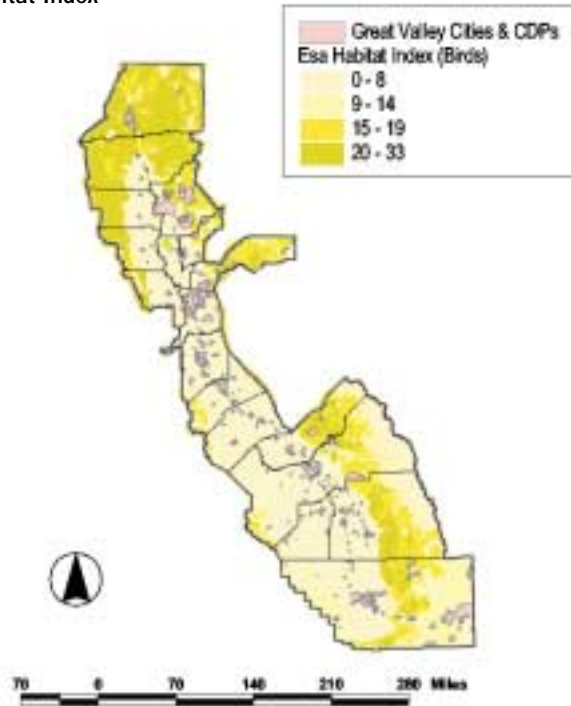 Index
Great Valley Cities & CDPs
Esa Habitat Index (Birds)
0 - 8
9 - 14
15 - 19
20 - 33
70 0 70 140 210 280 Miles